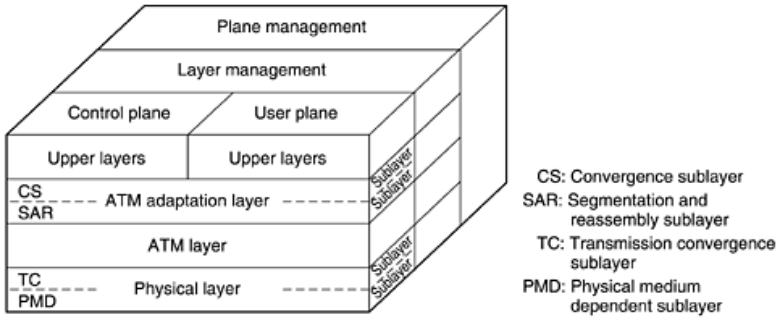 Plane management
Layer management
Control plane
User plane
Upper layers
Upper layers
Sublayer
Sublayer
CS
ATM adaptation layer
SAR
ATM layer
Sublayer
Sublayer
TC
Physical layer
PMD
CS: Convergence sublayer
SAR: Segmentation and
reassembly sublayer
TC: Transmission convergence
sublayer
PMD: Physical medium
dependent sublayer